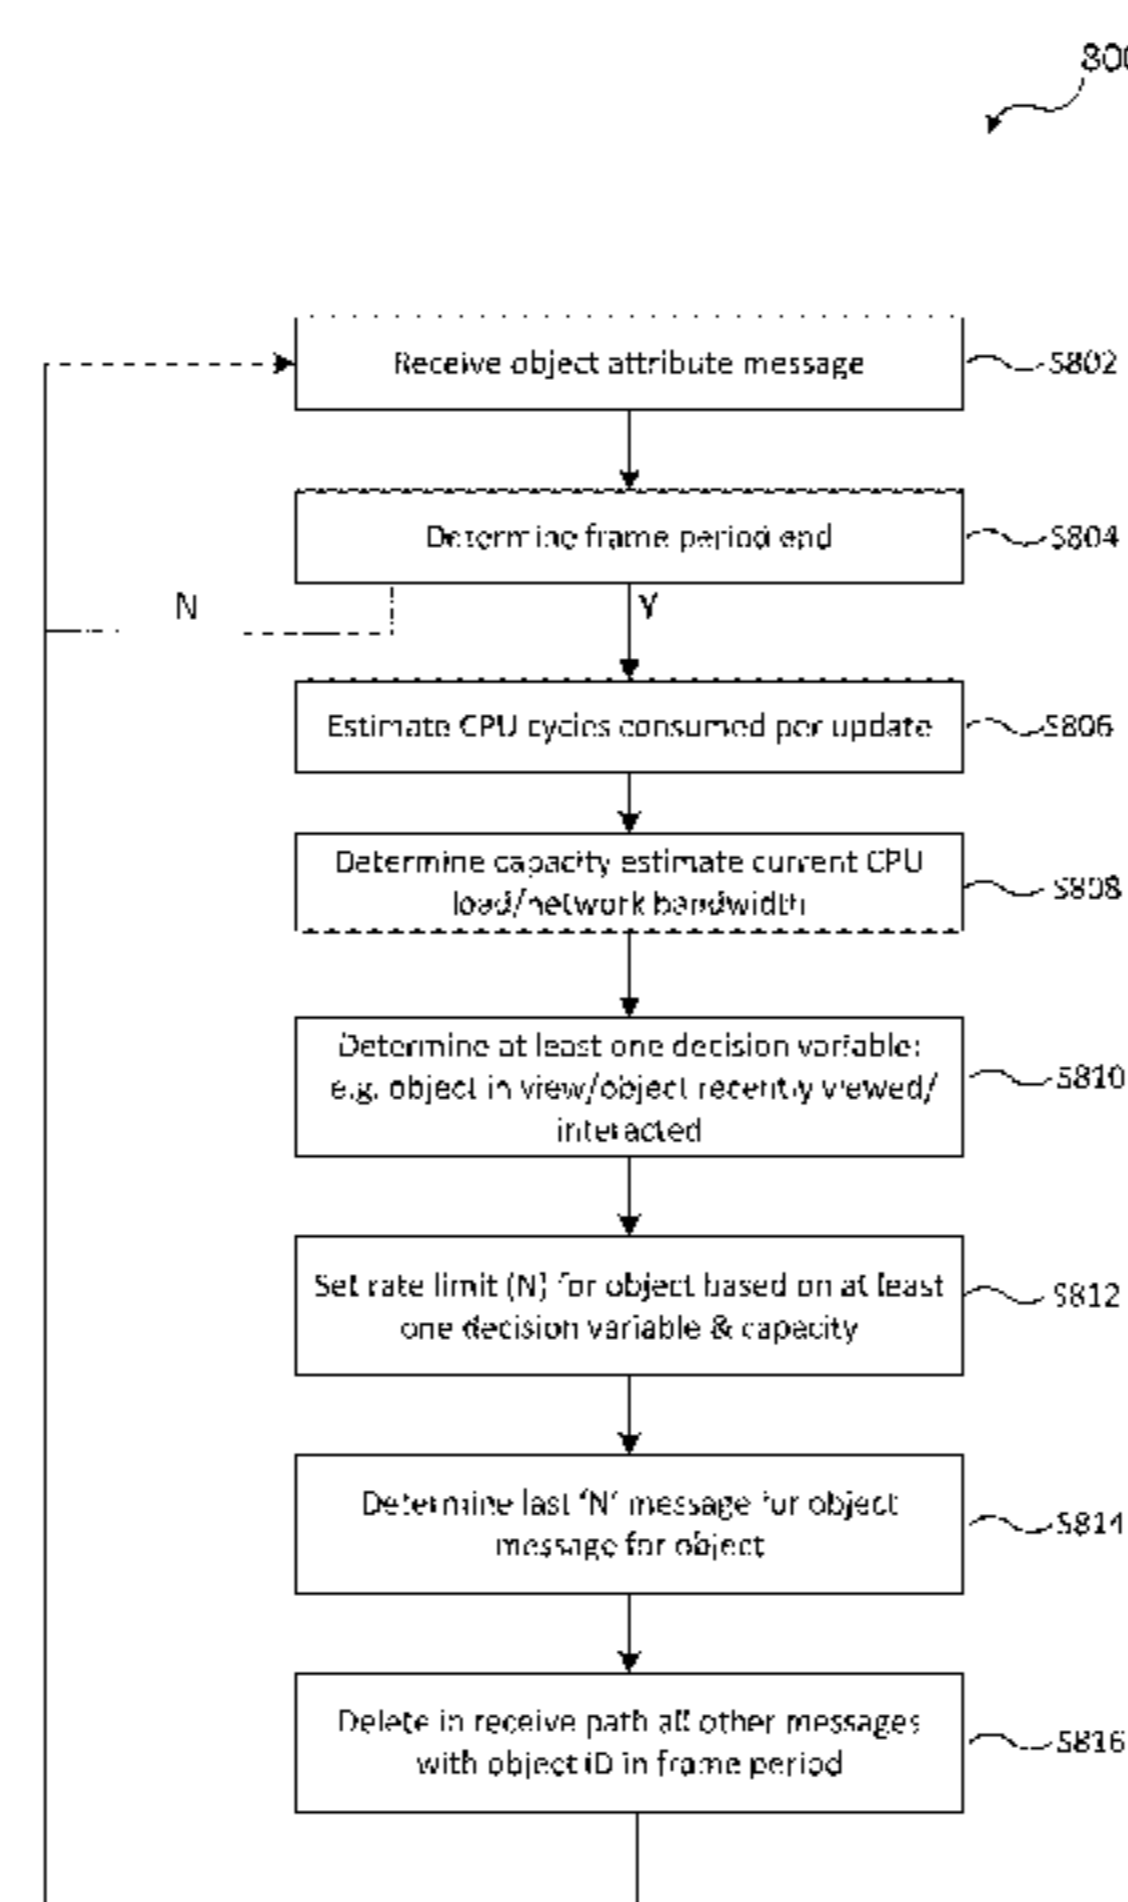 800
Receive object attribute message
S802
Determine frame period end
S804
N
Y
Estimate CPU cycles consumed per update
S806
Determine capacity estimate current CPU
load/network bandwidth
S808
Determine at least one decision variable:
e.g. object in view/object recently viewed/
interacted
S810
Set rate limit (N) for object based on at least
one decision variable & capacity
S812
Determine last 'N' message for object
message for object
S814
Delete in receive path all other messages
with object ID in frame period
S816